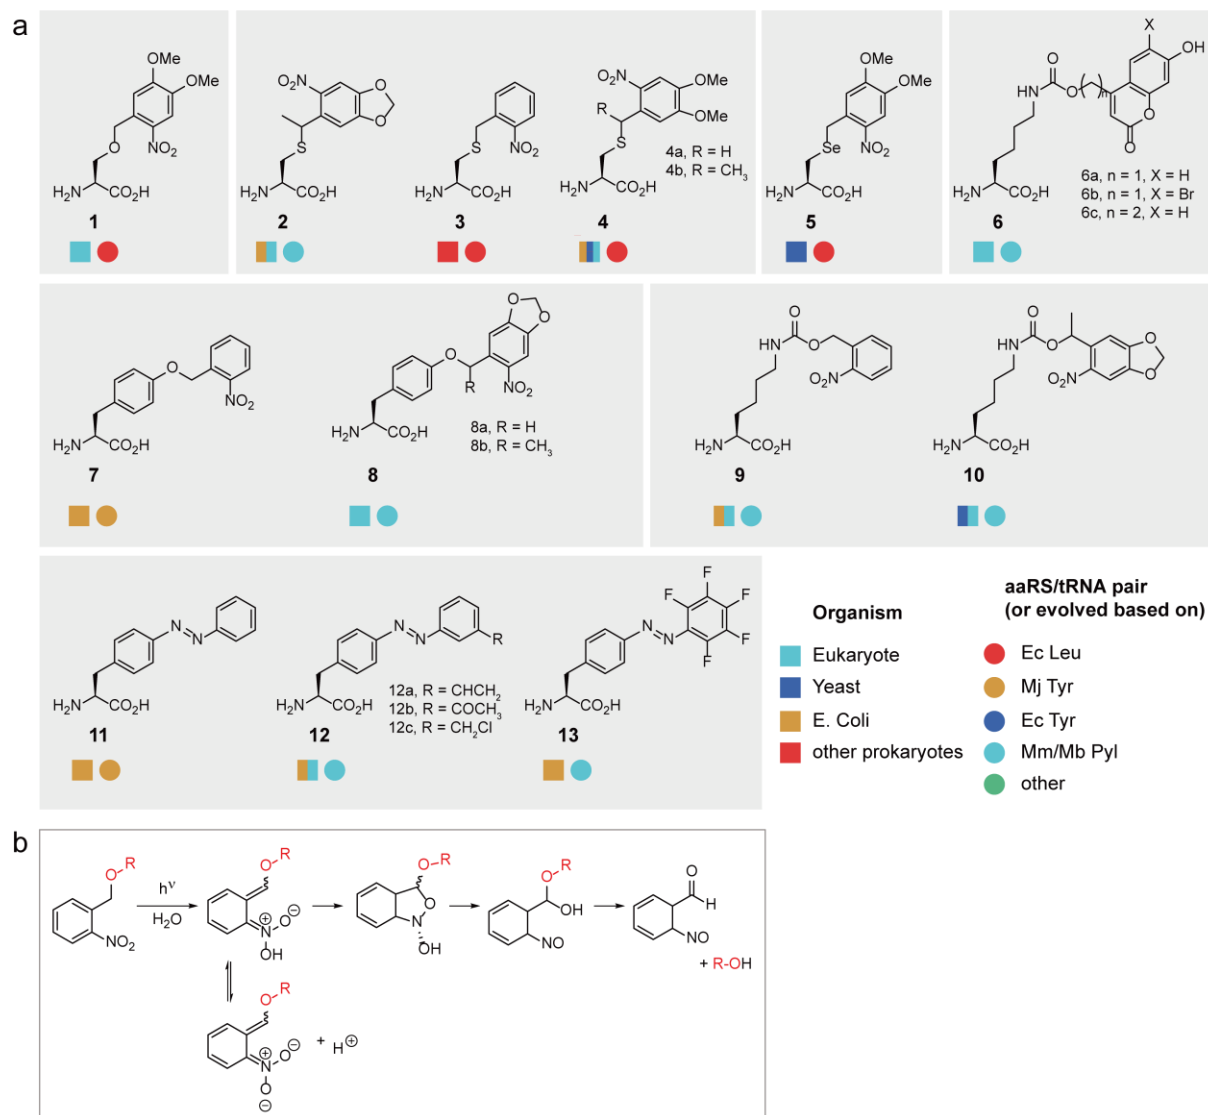 a
OMe
OMe
O
NO₂
H₂N
CO₂H
1
NO₂
O
O
S
H₂N
CO₂H
2
S
NO₂
H₂N
CO₂H
3
NO₂
OMe
R
OMe
S
4a, R = H
4b, R = CH₃
H₂N
CO₂H
4
OMe
OMe
Se
NO₂
H₂N
CO₂H
5
X
OH
O
HN
O
n
O
O
H₂N
CO₂H
6a, n = 1, X = H
6b, n = 1, X = Br
6c, n = 2, X = H
6
O
NO₂
H₂N
CO₂H
7
O
O
O
R
NO₂
H₂N
CO₂H
8a, R = H
8b, R = CH₃
8
O
HN
O
NO₂
H₂N
CO₂H
9
O
HN
O
NO₂
O
O
H₂N
CO₂H
10
N
N
H₂N
CO₂H
11
N
N
R
H₂N
CO₂H
12a, R = CHCH₂
12b, R = COCH₃
12c, R = CH₂Cl
12
F
F
F
F
F
N
N
H₂N
CO₂H
13
Organism
Eukaryote
Yeast
E. Coli
other prokaryotes
aaRS/tRNA pair
(or evolved based on)
Ec Leu
Mj Tyr
Ec Tyr
Mm/Mb Pyl
other
b
R
O
NO₂
hν
H₂O
R
O
N
⊕
O
⊖
OH
R
O
N
⊕
O
⊖
O
⊖
+ H⊕
O
R
O
N
OH
R
O
OH
NO
O
H
NO
+ R-OH